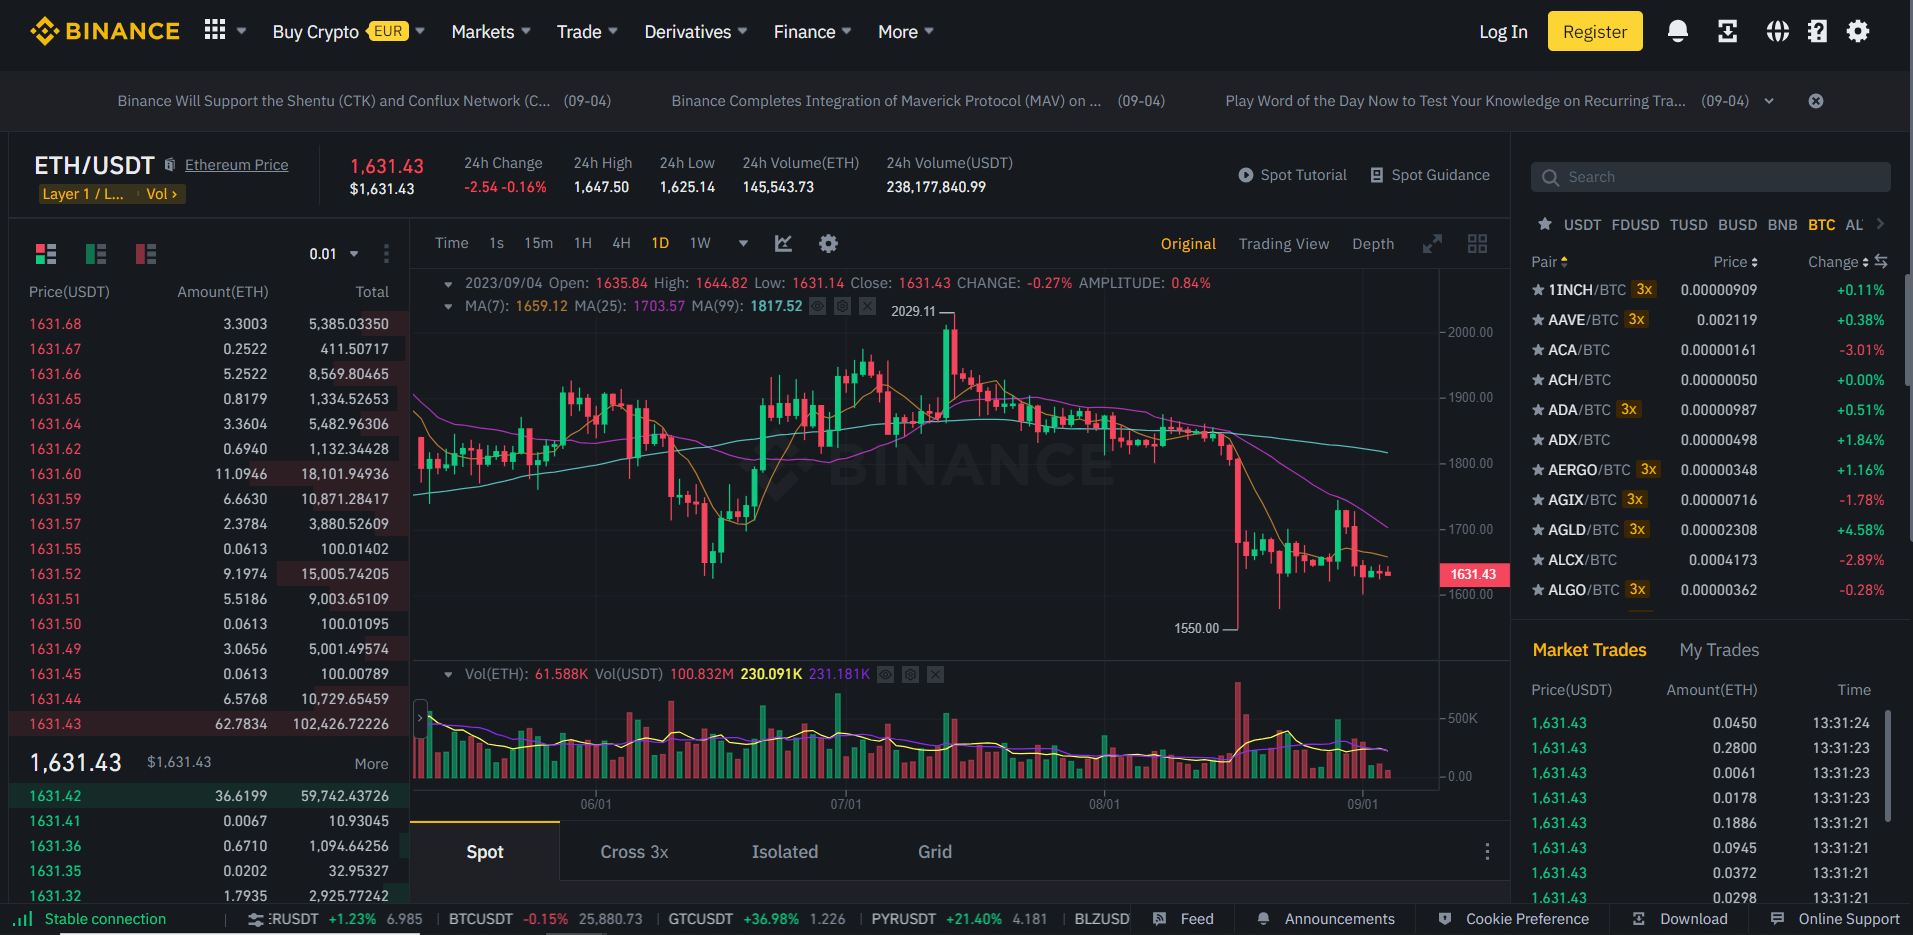 BINANCE
Buy Crypto EUR
Markets
Trade
Derivatives
Finance
More
Log In
Register
Binance Will Support the Shentu (CTK) and Conflux Network (C... (09-04)
Binance Completes Integration of Maverick Protocol (MAV) on ... (09-04)
Play Word of the Day Now to Test Your Knowledge on Recurring Tra... (09-04)
ETH/USDT
Ethereum Price
Layer 1 / L... Vol ›
1,631.43
$1,631.43
24h Change
-2.54 -0.16%
24h High
1,647.50
24h Low
1,625.14
24h Volume(ETH)
145,543.73
24h Volume(USDT)
238,177,840.99
Spot Tutorial
Spot Guidance
0.01
Price(USDT) Amount(ETH) Total
1631.68 3.3003 5,385.03350
1631.67 0.2522 411.50717
1631.66 5.2522 8,569.80465
1631.65 0.8179 1,334.52653
1631.64 3.3604 5,482.96306
1631.62 0.6940 1,132.34428
1631.60 11.0946 18,101.94936
1631.59 6.6630 10,871.28417
1631.57 2.3784 3,880.52609
1631.55 0.0613 100.01402
1631.52 9.1974 15,005.74205
1631.51 5.5186 9,003.65109
1631.50 0.0613 100.01095
1631.49 3.0656 5,001.49574
1631.45 0.0613 100.00789
1631.44 6.5768 10,729.65459
1631.43 62.7834 102,426.72226
1,631.43 $1,631.43 More
1631.42 36.6199 59,742.43726
1631.41 0.0067 10.93045
1631.36 0.6710 1,094.64256
1631.35 0.0202 32.95327
1631.32 1.7935 2,925.77242
Time 1s 15m 1H 4H 1D 1W
Original Trading View Depth
2023/09/04 Open: 1635.84 High: 1644.82 Low: 1631.14 Close: 1631.43 CHANGE: -0.27% AMPLITUDE: 0.84%
MA(7): 1659.12 MA(25): 1703.57 MA(99): 1817.52
2029.11
2000.00
1900.00
1800.00
1700.00
1631.43
1600.00
1550.00
BINANCE
Vol(ETH): 61.588K Vol(USDT) 100.832M 230.091K 231.181K
500K
0.00
06/01 07/01 08/01 09/01
Spot Cross 3x Isolated Grid
Search
USDT FDUSD TUSD BUSD BNB BTC AL
Pair Price Change
1INCH/BTC 3x 0.00000909 +0.11%
AAVE/BTC 3x 0.002119 +0.38%
ACA/BTC 0.00000161 -3.01%
ACH/BTC 0.00000050 +0.00%
ADA/BTC 3x 0.00000987 +0.51%
ADX/BTC 0.00000498 +1.84%
AERGO/BTC 3x 0.00000348 +1.16%
AGIX/BTC 3x 0.00000716 -1.78%
AGLD/BTC 3x 0.00002308 +4.58%
ALCX/BTC 0.0004173 -2.89%
ALGO/BTC 3x 0.00000362 -0.28%
Market Trades My Trades
Price(USDT) Amount(ETH) Time
1,631.43 0.0450 13:31:24
1,631.43 0.2800 13:31:23
1,631.43 0.0061 13:31:23
1,631.43 0.0178 13:31:23
1,631.43 0.1886 13:31:21
1,631.43 0.0945 13:31:21
1,631.43 0.0372 13:31:21
1,631.43 0.0298 13:31:21
Stable connection
ERUSDT +1.23% 6.985
BTCUSDT -0.15% 25,880.73
GTCUSDT +36.98% 1.226
PYRUSDT +21.40% 4.181
BLZUSD
Feed
Announcements
Cookie Preference
Download
Online Support